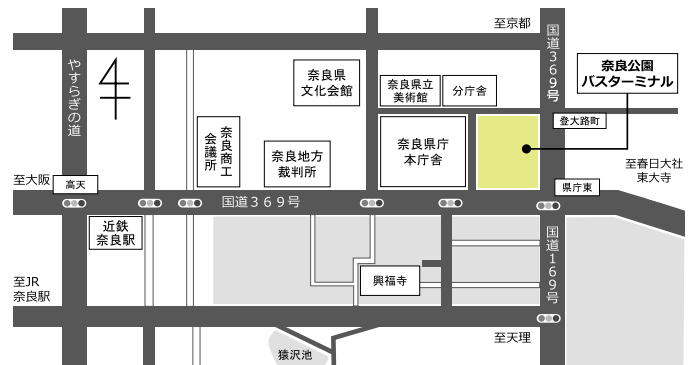 至京都
国道369号
奈良公園
バスターミナル
やすらぎの道
奈良県
文化会館
奈良県立
美術館
分庁舎
登大路町
奈良商工
会議所
奈良地方
裁判所
奈良県庁
本庁舎
至春日大社
東大寺
至大阪
高天
県庁東
国道369号
近鉄
奈良駅
国道169号
至JR
奈良駅
興福寺
至天理
猿沢池